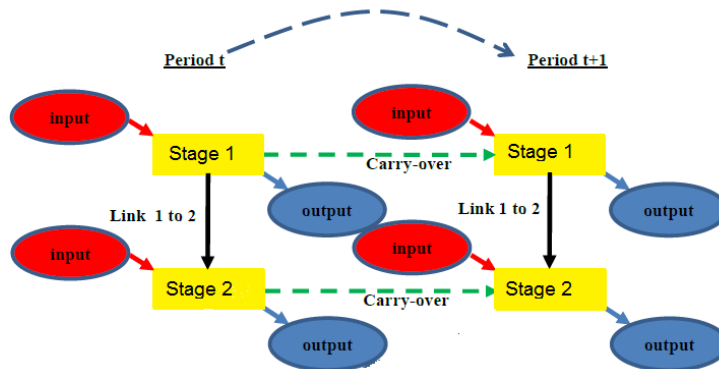 Period t
Period t+1
input
input
Stage 1
Stage 1
Carry-over
Link 1 to 2
output
Link 1 to 2
output
input
input
Stage 2
Stage 2
Carry-over
output
output